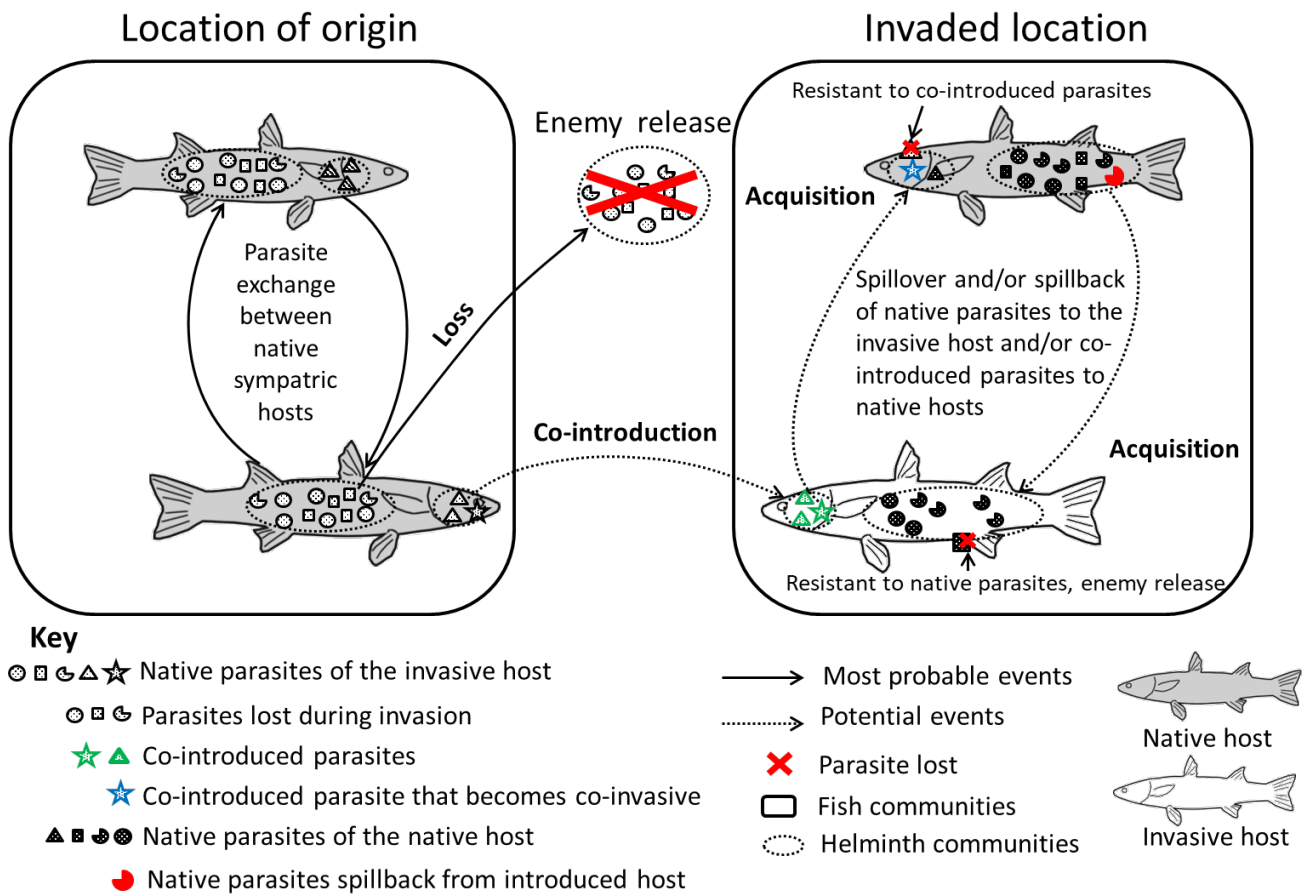 Location of origin
Invaded location
Resistant to co-introduced parasites
Enemy release
Acquisition
Parasite
exchange
between
native
sympatric
hosts
Loss
Spillover and/or spillback
of native parasites to the
invasive host and/or co-
introduced parasites to
native hosts
Co-introduction
Acquisition
Resistant to native parasites, enemy release
Key
Native parasites of the invasive host
Parasites lost during invasion
Co-introduced parasites
Co-introduced parasite that becomes co-invasive
Native parasites of the native host
Native parasites spillback from introduced host
Most probable events
Potential events
Parasite lost
Fish communities
Helminth communities
Native host
Invasive host